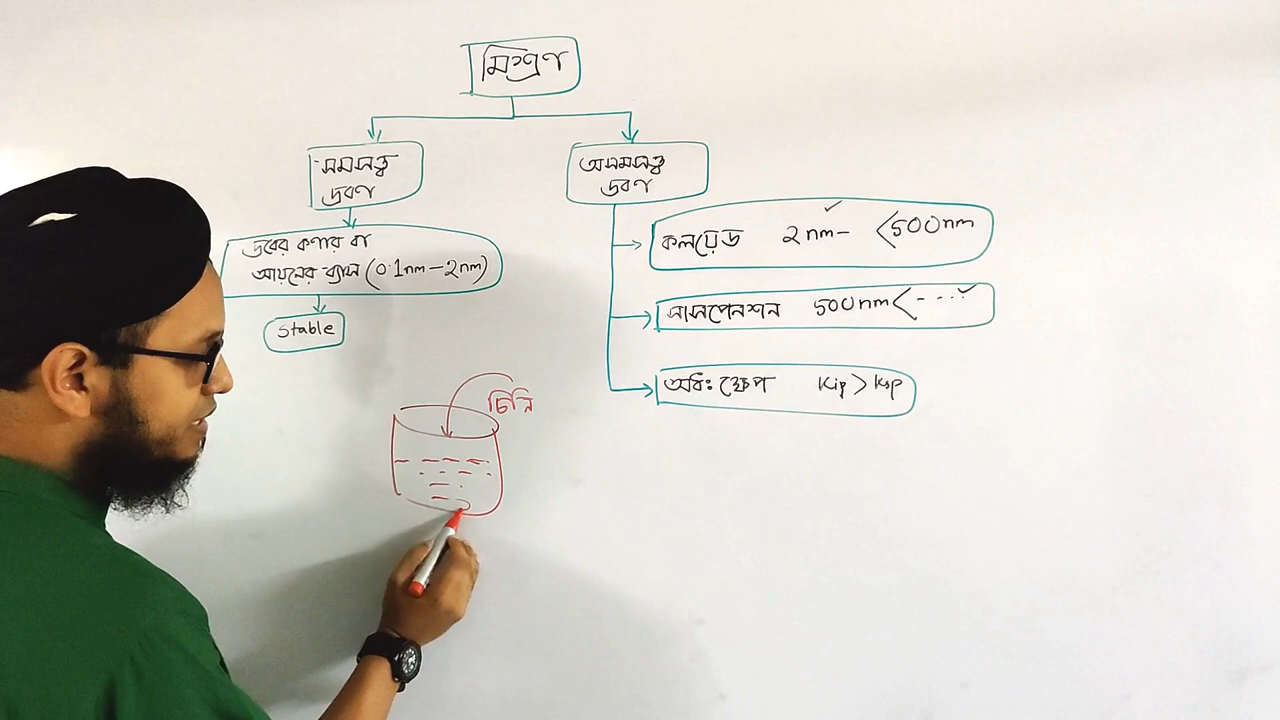 মিশ্রণ
সমসত্ত্ব
দ্রবণ
দ্রবের কণার বা
আয়নের ব্যাস (0.1nm – 2nm)
stable
অসমসত্ত্ব
দ্রবণ
কলয়েড 2nm – <500nm
সাসপেনশন 500nm< - - -
অধঃক্ষেপ Kip > Ksp
চিনি